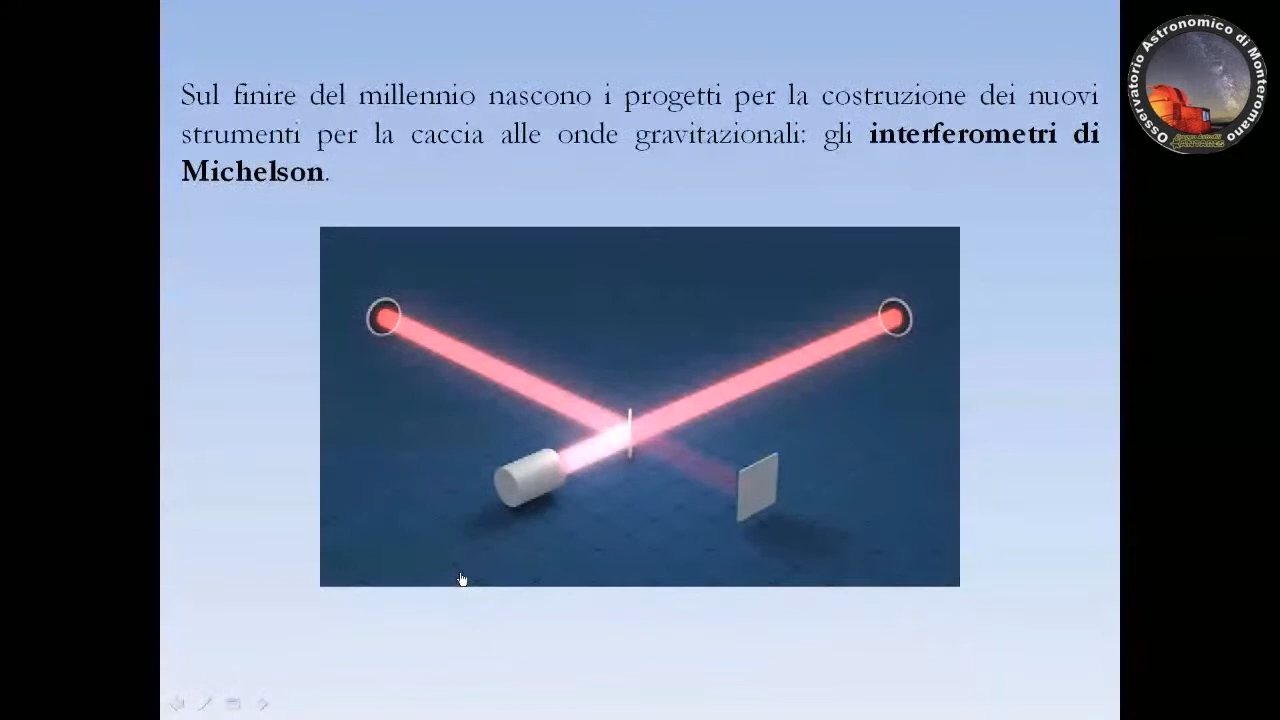 Sul finire del millennio nascono i progetti per la costruzione dei nuovi
strumenti per la caccia alle onde gravitazionali: gli interferometri di
Michelson.
Osservatorio Astronomico di Monteromano
ANTARES